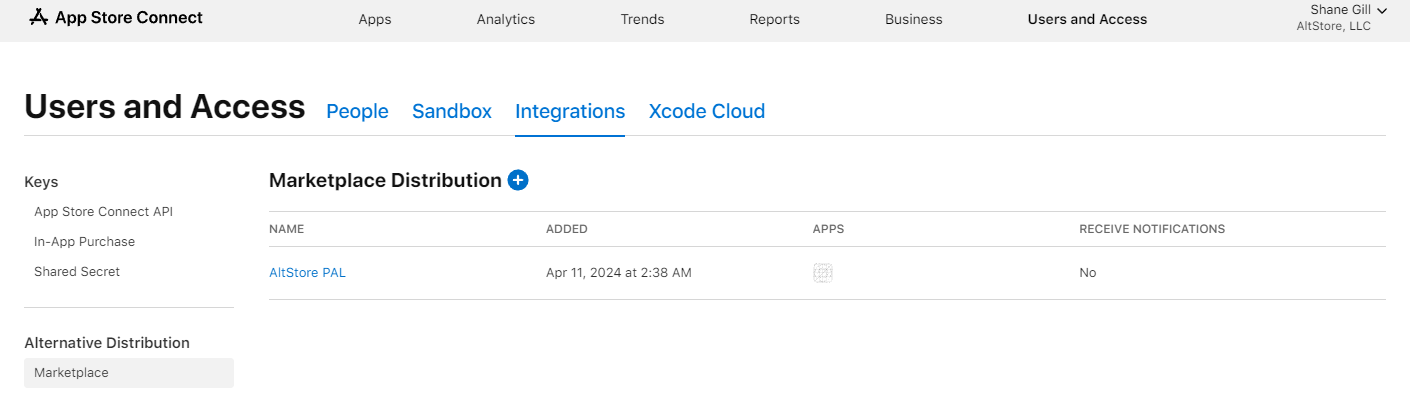 App Store Connect
Apps
Analytics
Trends
Reports
Business
Users and Access
Shane Gill
AltStore, LLC
Users and Access
People
Sandbox
Integrations
Xcode Cloud
Keys
App Store Connect API
In-App Purchase
Shared Secret
Alternative Distribution
Marketplace
Marketplace Distribution
NAME ADDED APPS RECEIVE NOTIFICATIONS
AltStore PAL Apr 11, 2024 at 2:38 AM No